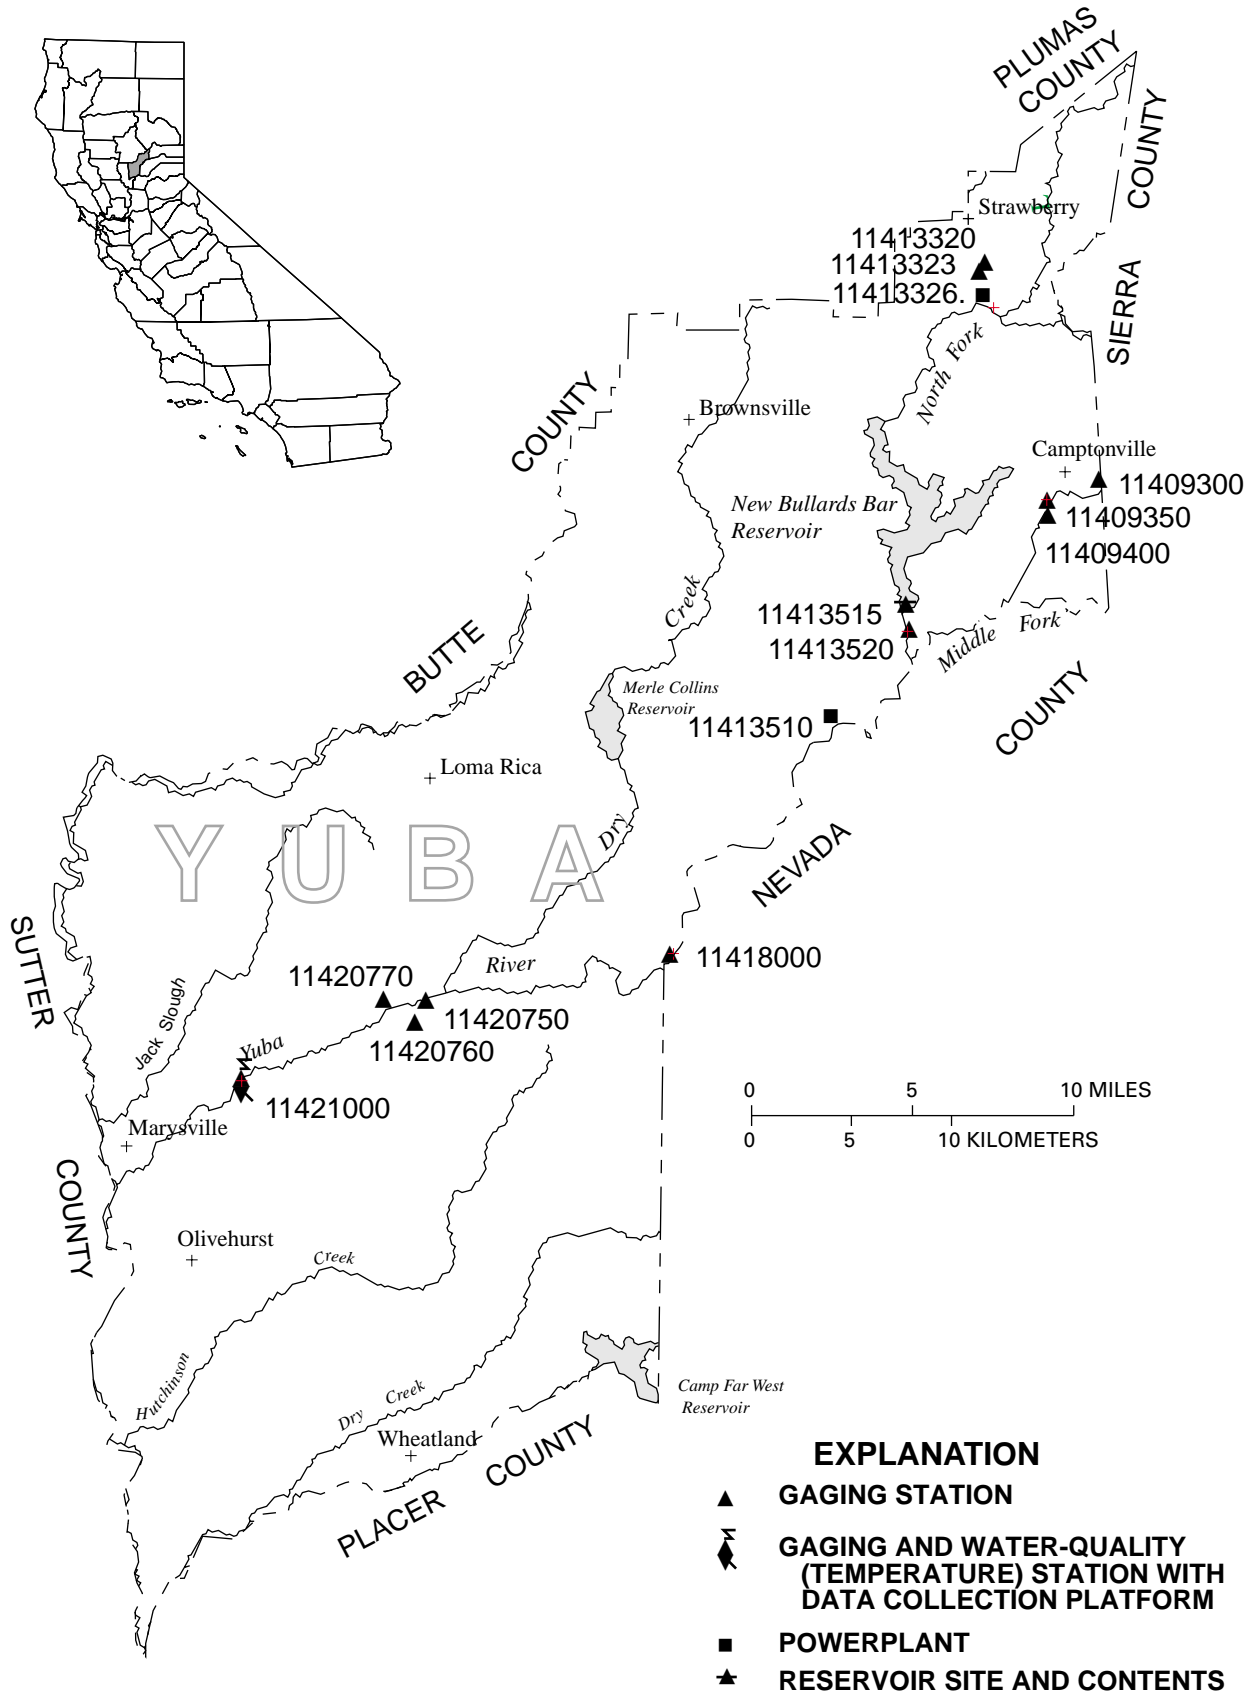 PLUMAS
COUNTY
COUNTY
Strawberry
11413320
11413323
11413326.
SIERRA
North Fork
COUNTY
Brownsville
Camptonville
11409300
New Bullards Bar
Reservoir
11409350
11409400
Creek
11413515
11413520
Middle Fork
BUTTE
COUNTY
Merle Collins
Reservoir
11413510
Loma Rica
YUBA
Dry
NEVADA
SUTTER
River
11418000
11420770
Jack Slough
11420750
Yuba
11420760
0 5 10 MILES
11421000
Marysville
0 5 10 KILOMETERS
COUNTY
Olivehurst
Creek
Hutchinson
Camp Far West
Reservoir
Dry Creek
Wheatland
COUNTY
PLACER
EXPLANATION
GAGING STATION
GAGING AND WATER-QUALITY
(TEMPERATURE) STATION WITH
DATA COLLECTION PLATFORM
POWERPLANT
RESERVOIR SITE AND CONTENTS